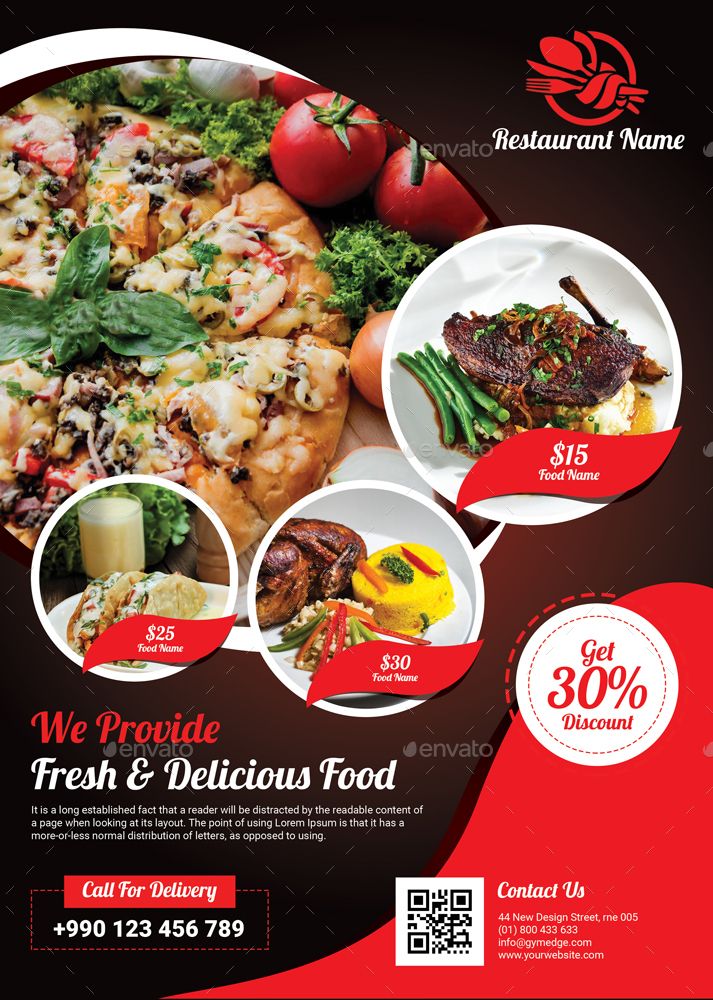 Restaurant Name
$15
Food Name
$25
Food Name
$30
Food Name
Get
30%
Discount
We Provide
Fresh & Delicious Food
It is a long established fact that a reader will be distracted by the readable content of
a page when looking at its layout. The point of using Lorem Ipsum is that it has a
more-or-less normal distribution of letters, as opposed to using.
Call For Delivery
+990 123 456 789
Contact Us
44 New Design Street, rne 005
(01) 800 433 633
info@gymedge.com
www.yourwebsite.com
envato
envato
envato
envato
envato
envato